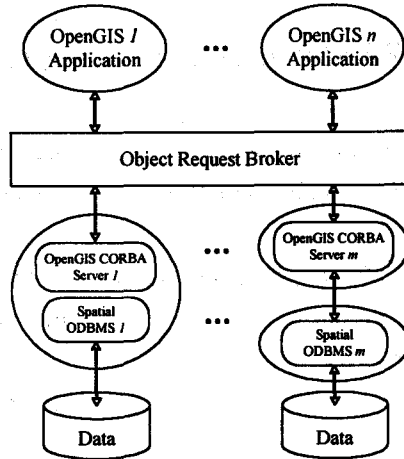 OpenGIS 1
Application
...
OpenGIS n
Application
Object Request Broker
OpenGIS CORBA
Server 1
...
OpenGIS CORBA
Server m
Spatial
ODBMS 1
...
Spatial
ODBMS m
Data
Data